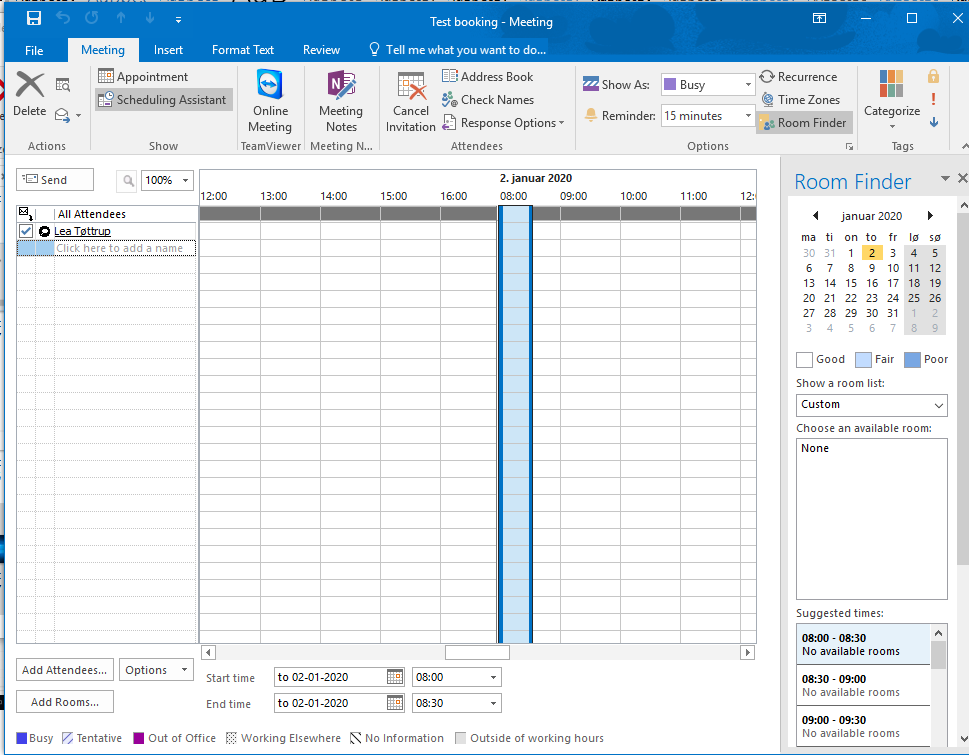 Test booking - Meeting
File Meeting Insert Format Text Review Tell me what you want to do...
Delete
Actions
Appointment
Scheduling Assistant
Show
Online
Meeting
TeamViewer
Meeting
Notes
Meeting N...
Cancel
Invitation
Address Book
Check Names
Response Options
Attendees
Show As: Busy
Reminder: 15 minutes
Recurrence
Time Zones
Room Finder
Options
Categorize
Tags
Send
100%
2. januar 2020
12:00 13:00 14:00 15:00 16:00 08:00 09:00 10:00 11:00 12:0
All Attendees
Lea Tøttrup
Click here to add a name
Add Attendees...
Options
Add Rooms...
Start time to 02-01-2020 08:00
End time to 02-01-2020 08:30
Busy Tentative Out of Office Working Elsewhere No Information Outside of working hours
Room Finder
januar 2020
ma ti on to fr lø sø
30 31 1 2 3 4 5
6 7 8 9 10 11 12
13 14 15 16 17 18 19
20 21 22 23 24 25 26
27 28 29 30 31 1 2
3 4 5 6 7 8 9
Good Fair Poor
Show a room list:
Custom
Choose an available room:
None
Suggested times:
08:00 - 08:30
No available rooms
08:30 - 09:00
No available rooms
09:00 - 09:30
No available rooms